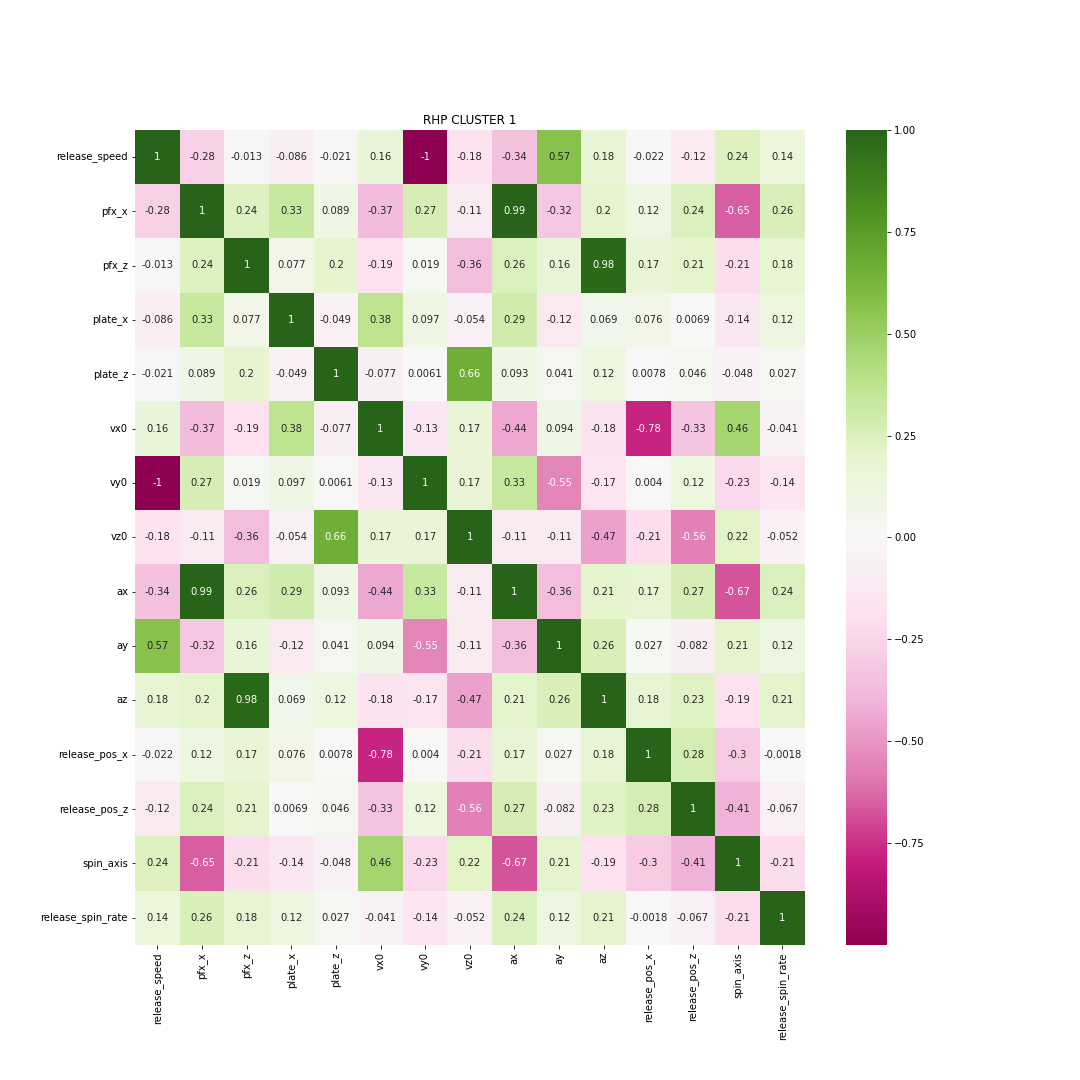 RHP CLUSTER 1
release_speed 1 -0.28 -0.013 -0.086 -0.021 0.16 -1 -0.18 -0.34 0.57 0.18 -0.022 -0.12 0.24 0.14
pfx_x -0.28 1 0.24 0.33 0.089 -0.37 0.27 -0.11 0.99 -0.32 0.2 0.12 0.24 -0.65 0.26
pfx_z -0.013 0.24 1 0.077 0.2 -0.19 0.019 -0.36 0.26 0.16 0.98 0.17 0.21 -0.21 0.18
plate_x -0.086 0.33 0.077 1 -0.049 0.38 0.097 -0.054 0.29 -0.12 0.069 0.076 0.0069 -0.14 0.12
plate_z -0.021 0.089 0.2 -0.049 1 -0.077 0.0061 0.66 0.093 0.041 0.12 0.0078 0.046 -0.048 0.027
vx0 0.16 -0.37 -0.19 0.38 -0.077 1 -0.13 0.17 -0.44 0.094 -0.18 -0.78 -0.33 0.46 -0.041
vy0 -1 0.27 0.019 0.097 0.0061 -0.13 1 0.17 0.33 -0.55 -0.17 0.004 0.12 -0.23 -0.14
vz0 -0.18 -0.11 -0.36 -0.054 0.66 0.17 0.17 1 -0.11 -0.11 -0.47 -0.21 -0.56 0.22 -0.052
ax -0.34 0.99 0.26 0.29 0.093 -0.44 0.33 -0.11 1 -0.36 0.21 0.17 0.27 -0.67 0.24
ay 0.57 -0.32 0.16 -0.12 0.041 0.094 -0.55 -0.11 -0.36 1 0.26 0.027 -0.082 0.21 0.12
az 0.18 0.2 0.98 0.069 0.12 -0.18 -0.17 -0.47 0.21 0.26 1 0.18 0.23 -0.19 0.21
release_pos_x -0.022 0.12 0.17 0.076 0.0078 -0.78 0.004 -0.21 0.17 0.027 0.18 1 0.28 -0.3 -0.0018
release_pos_z -0.12 0.24 0.21 0.0069 0.046 -0.33 0.12 -0.56 0.27 -0.082 0.23 0.28 1 -0.41 -0.067
spin_axis 0.24 -0.65 -0.21 -0.14 -0.048 0.46 -0.23 0.22 -0.67 0.21 -0.19 -0.3 -0.41 1 -0.21
release_spin_rate 0.14 0.26 0.18 0.12 0.027 -0.041 -0.14 -0.052 0.24 0.12 0.21 -0.0018 -0.067 -0.21 1
release_speed pfx_x pfx_z plate_x plate_z vx0 vy0 vz0 ax ay az release_pos_x release_pos_z spin_axis release_spin_rate
1.00
0.75
0.50
0.25
0.00
−0.25
−0.50
−0.75